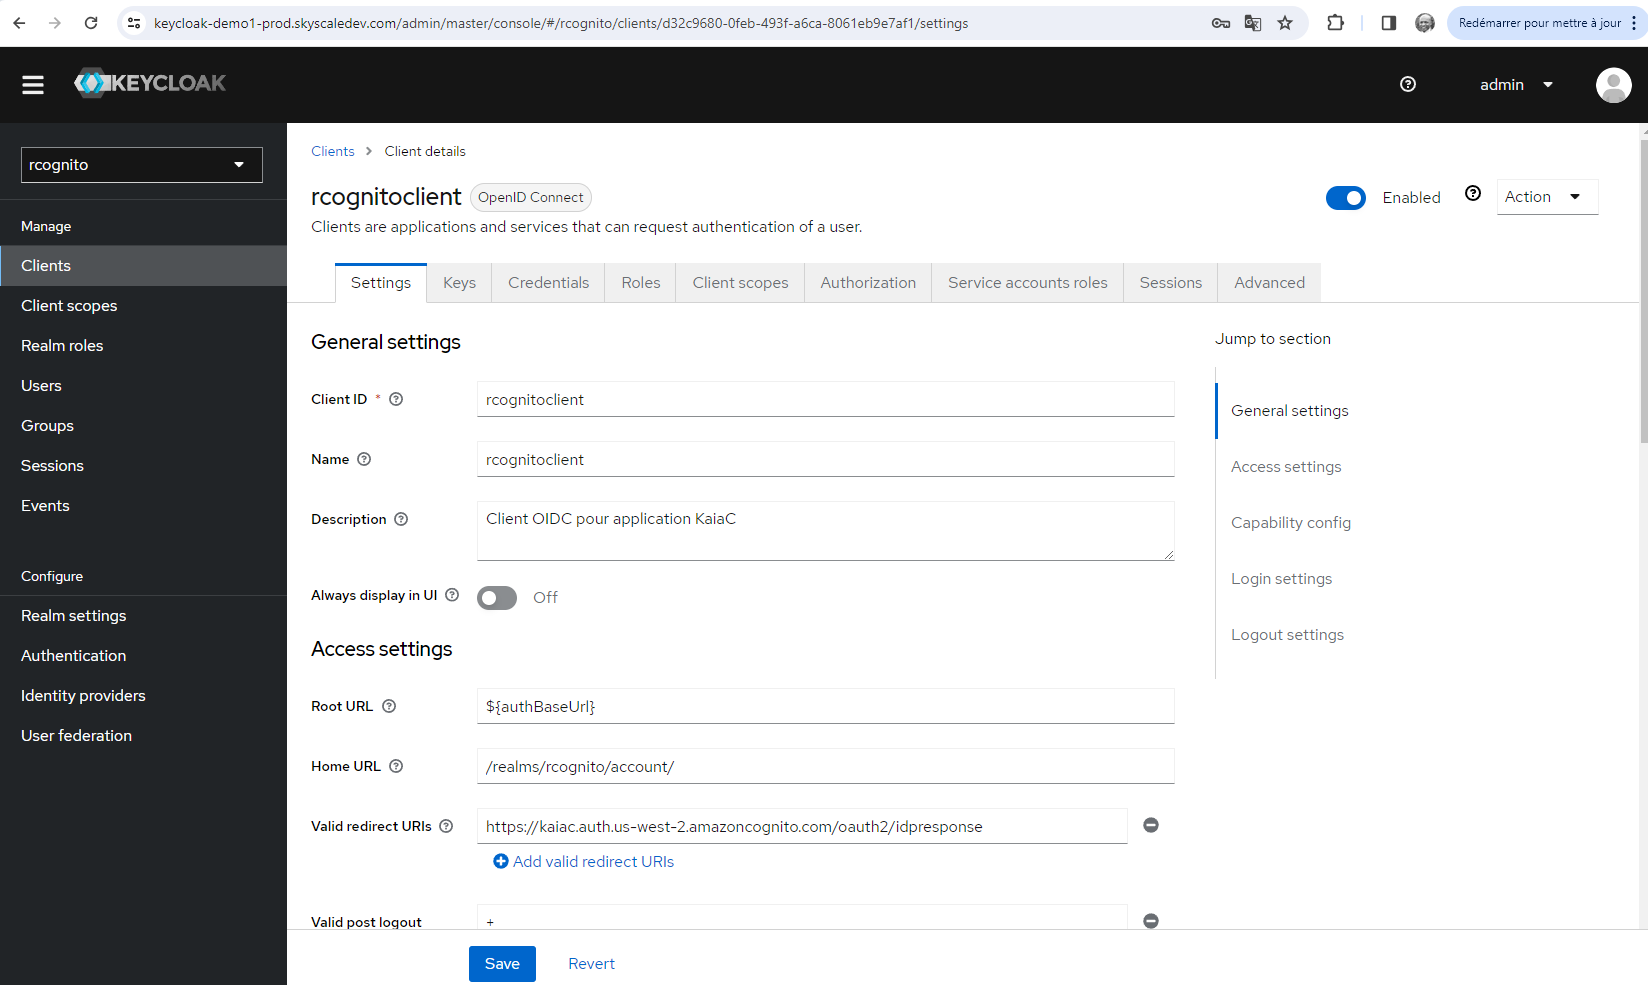 keycloak-demo1-prod.skyscaledev.com/admin/master/console/#/rcognito/clients/d32c9680-0feb-493f-a6ca-8061eb9e7af1/settings
Redémarrer pour mettre à jour
KEYCLOAK
admin
rcognito
Manage
Clients
Client scopes
Realm roles
Users
Groups
Sessions
Events
Configure
Realm settings
Authentication
Identity providers
User federation
Clients > Client details
rcognitoclient OpenID Connect
Enabled
Action
Clients are applications and services that can request authentication of a user.
Settings Keys Credentials Roles Client scopes Authorization Service accounts roles Sessions Advanced
General settings
Client ID * rcognitoclient
Name rcognitoclient
Description Client OIDC pour application KaiaC
Always display in UI Off
Access settings
Root URL ${authBaseUrl}
Home URL /realms/rcognito/account/
Valid redirect URIs https://kaiac.auth.us-west-2.amazoncognito.com/oauth2/idpresponse
Add valid redirect URIs
Valid post logout +
Save Revert
Jump to section
General settings
Access settings
Capability config
Login settings
Logout settings